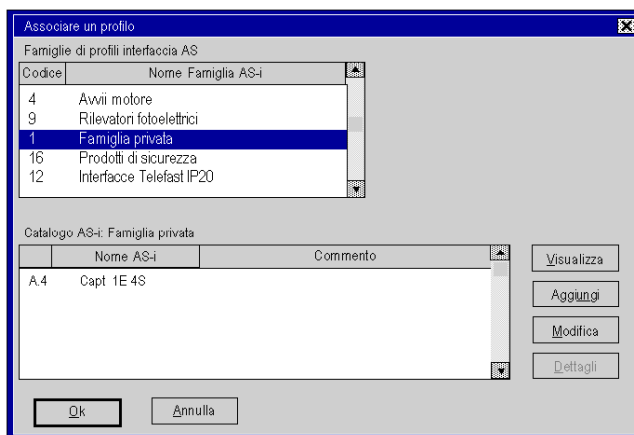 Associare un profilo
Famiglie di profili interfaccia AS
Codice Nome Famiglia AS-i
4 Avvii motore
9 Rilevatori fotoelettrici
1 Famiglia privata
16 Prodotti di sicurezza
12 Interfacce Telefast IP20
Catalogo AS-i: Famiglia privata
Nome AS-i Commento
A.4 Capt 1E 4S
Visualizza
Aggiungi
Modifica
Dettagli
Ok Annulla